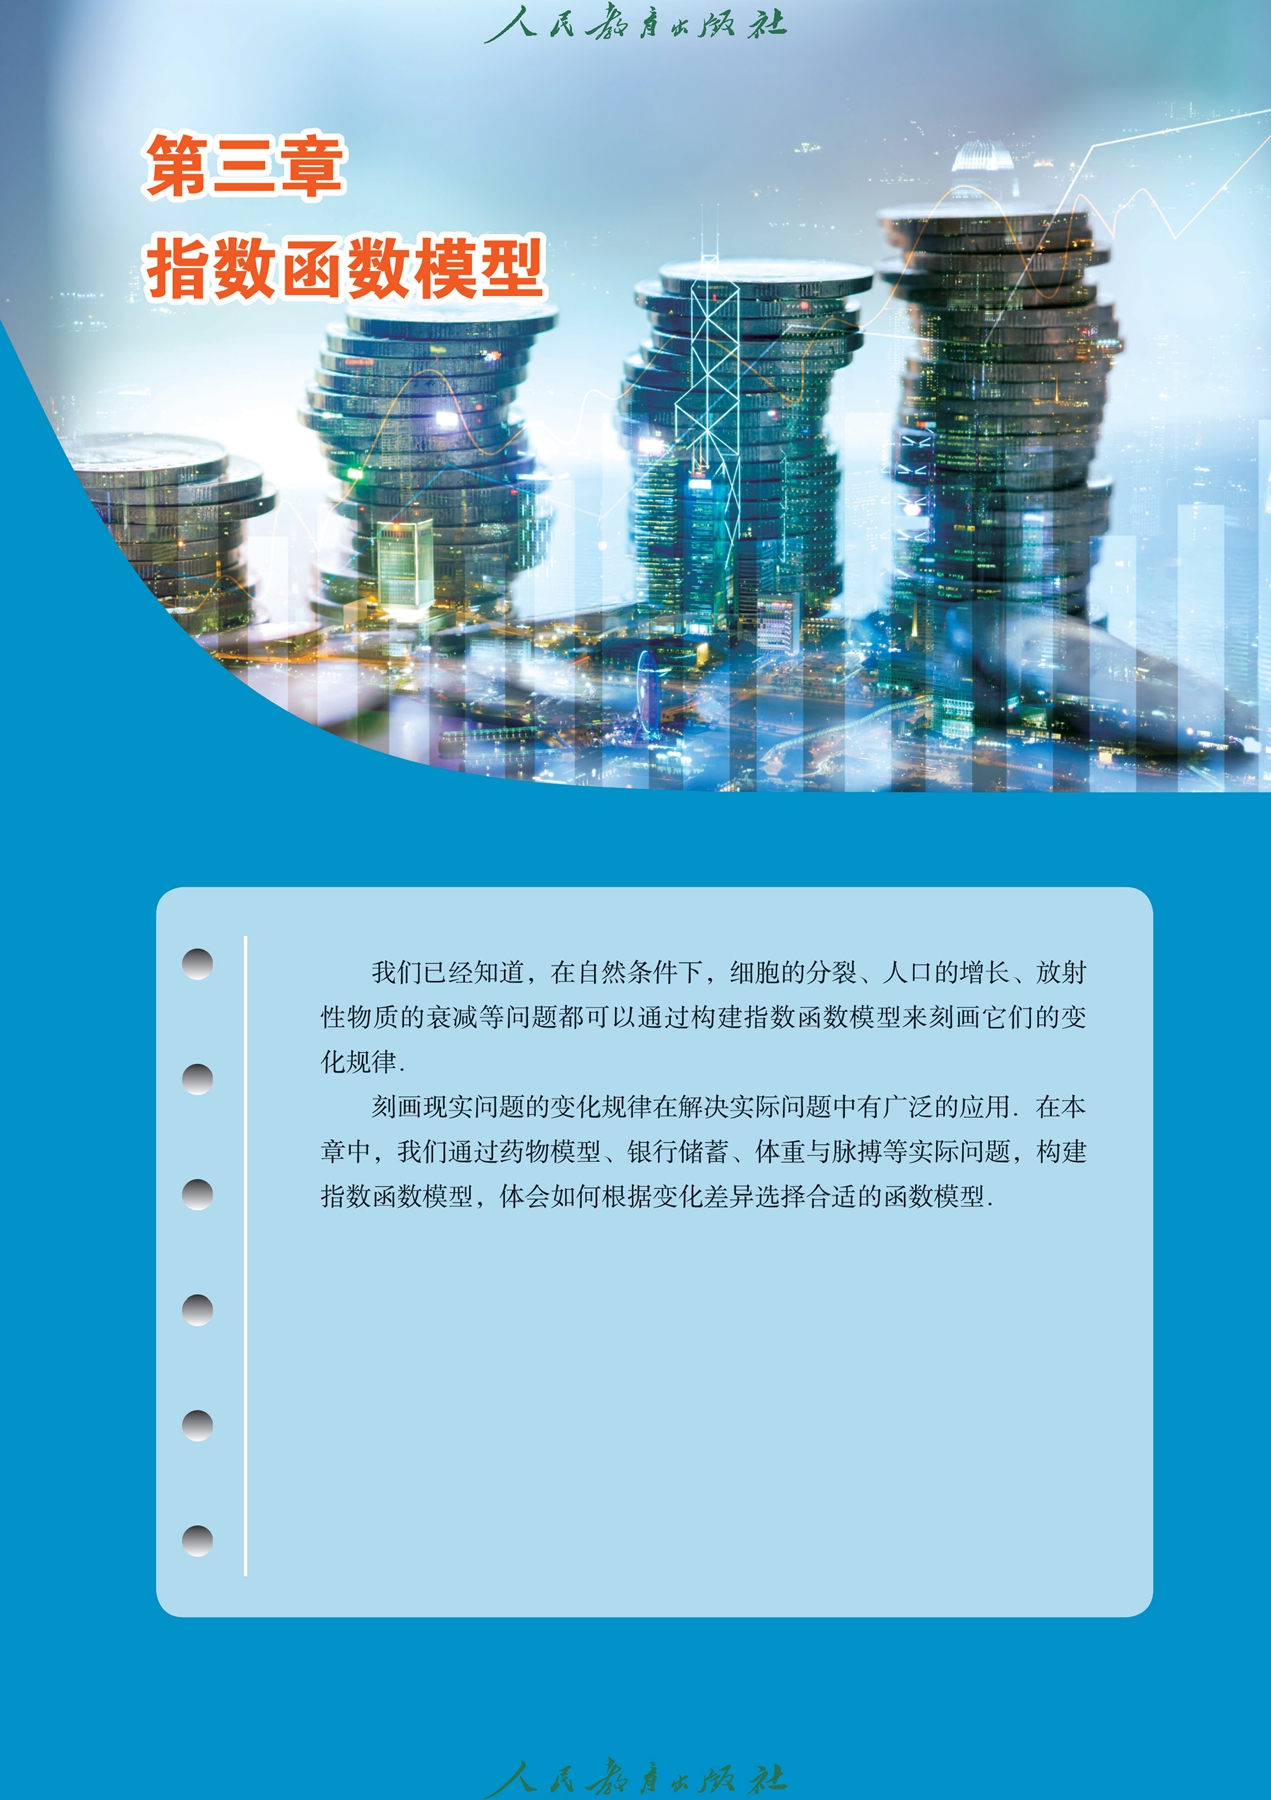 人民教育出版社
第三章
指数函数模型
我们已经知道，在自然条件下，细胞的分裂、人口的增长、放射
性物质的衰减等问题都可以通过构建指数函数模型来刻画它们的变
化规律．
刻画现实问题的变化规律在解决实际问题中有广泛的应用．在本
章中，我们通过药物模型、银行储蓄、体重与脉搏等实际问题，构建
指数函数模型，体会如何根据变化差异选择合适的函数模型．
人民教育出版社